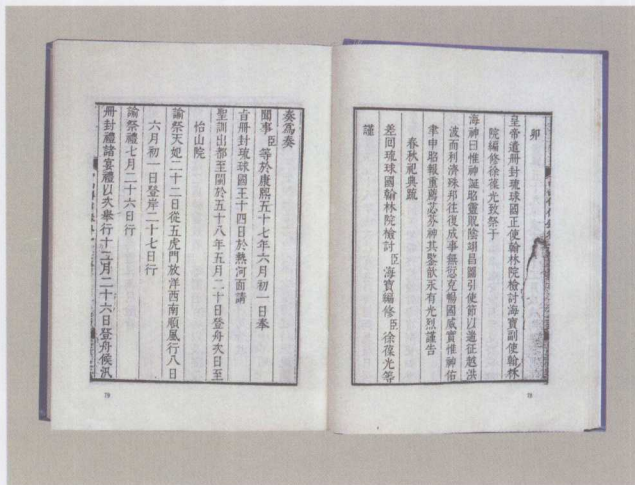 卯
皇帝遣冊封琉球國正使翰林院檢討海寶副使翰林
院編修徐葆光致祭于
海神曰惟神誕昭靈貺陰翊昌圖引使節以遄征越洪
波而利濟殊邦往復成事無愆克暢國威實惟神佑
聿申昭報重薦苾芬神其鑒歆永有光烈謹告
春秋祀典疏
差囘琉球國翰林院檢討臣海寶編修臣徐葆光等
謹
奏爲奏
聞事臣等於康熙五十七年六月初一日奉
旨冊封琉球國王十四日於熱河面請
聖訓出都至閩於五十八年五月二十日登舟次日至
怡山院
諭祭天妃二十二日從五虎門放洋西南順風行八日
六月初一日登岸二十七日行
諭祭禮七月二十六日行
冊封禮諸宴禮以次舉行十二月二十六日登舟候汛
78
79